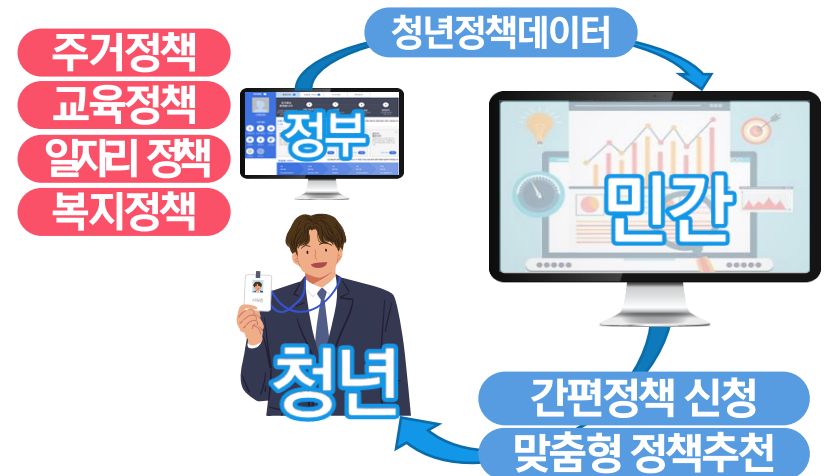 청년정책데이터
주거정책
교육정책
일자리 정책
복지정책
정부
민간
청년
간편정책 신청
맞춤형 정책추천